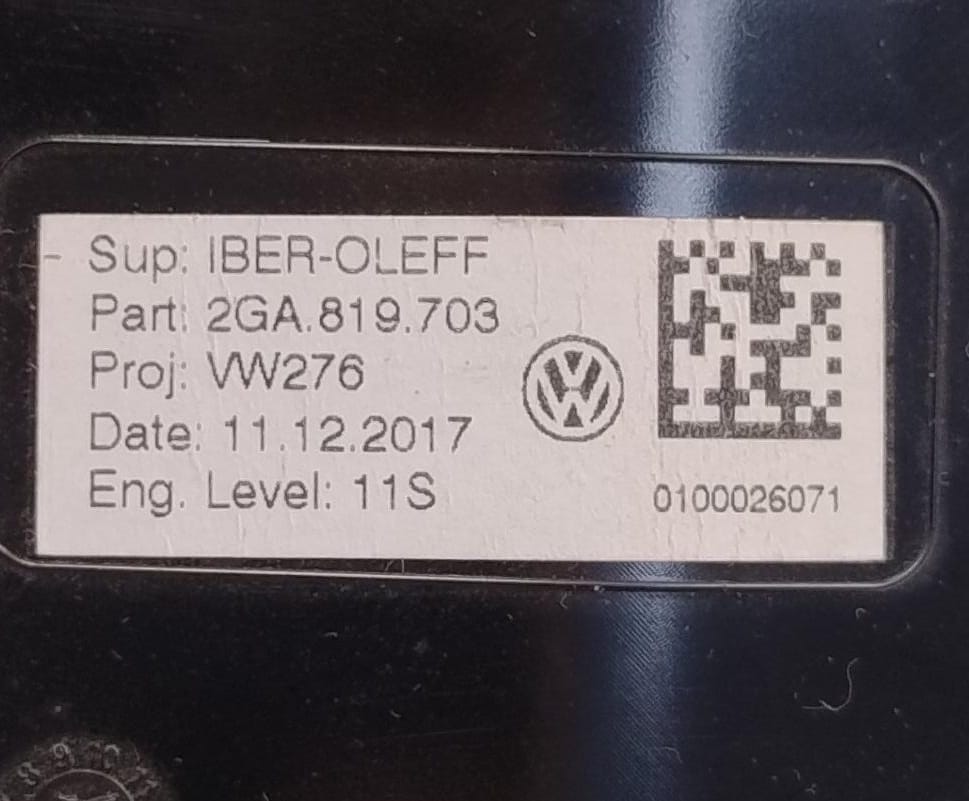 Sup: IBER-OLEFF
Part: 2GA.819.703
Proj: VW276
Date: 11.12.2017
Eng. Level: 11S
0100026071